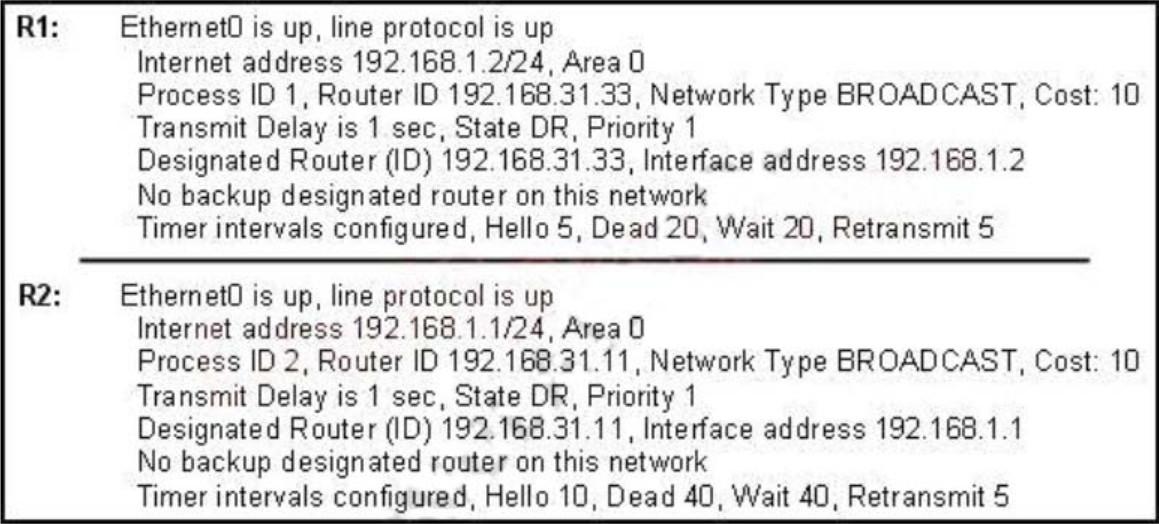 R1: Ethernet0 is up, line protocol is up
Internet address 192.168.1.2/24, Area 0
Process ID 1, Router ID 192.168.31.33, Network Type BROADCAST, Cost: 10
Transmit Delay is 1 sec, State DR, Priority 1
Designated Router (ID) 192.168.31.33, Interface address 192.168.1.2
No backup designated router on this network
Timer intervals configured, Hello 5, Dead 20, Wait 20, Retransmit 5
R2: Ethernet0 is up, line protocol is up
Internet address 192.168.1.1/24, Area 0
Process ID 2, Router ID 192.168.31.11, Network Type BROADCAST, Cost: 10
Transmit Delay is 1 sec, State DR, Priority 1
Designated Router (ID) 192.168.31.11, Interface address 192.168.1.1
No backup designated router on this network
Timer intervals configured, Hello 10, Dead 40, Wait 40, Retransmit 5